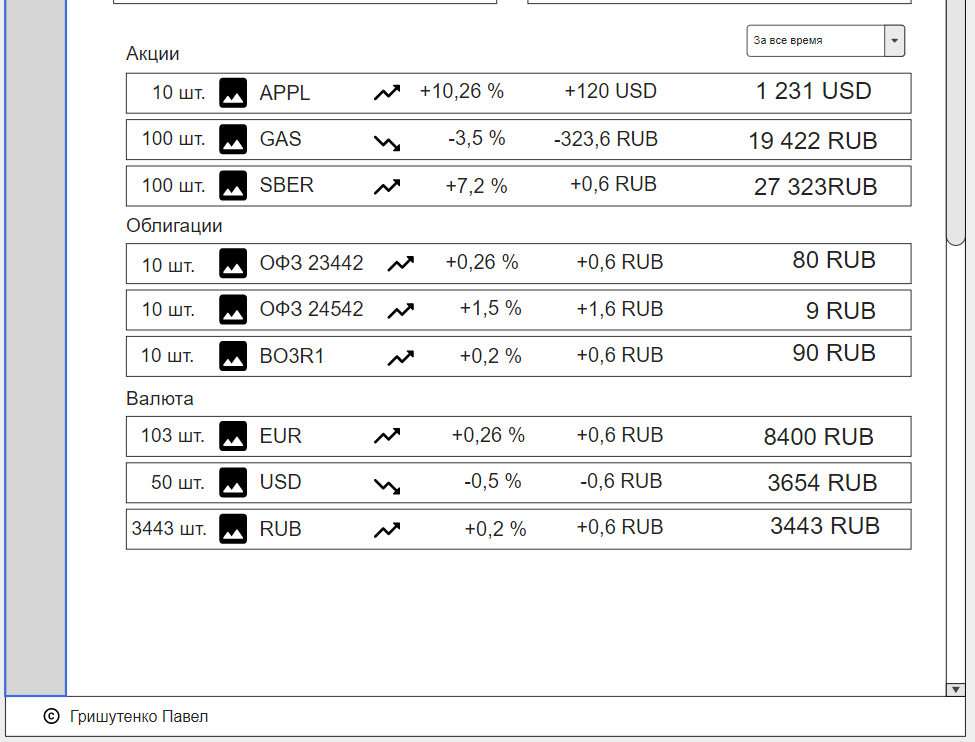 За все время
Акции
10 шт. APPL +10,26 % +120 USD 1 231 USD
100 шт. GAS -3,5 % -323,6 RUB 19 422 RUB
100 шт. SBER +7,2 % +0,6 RUB 27 323RUB
Облигации
10 шт. ОФЗ 23442 +0,26 % +0,6 RUB 80 RUB
10 шт. ОФЗ 24542 +1,5 % +1,6 RUB 9 RUB
10 шт. ВОЗR1 +0,2 % +0,6 RUB 90 RUB
Валюта
103 шт. EUR +0,26 % +0,6 RUB 8400 RUB
50 шт. USD -0,5 % -0,6 RUB 3654 RUB
3443 шт. RUB +0,2 % +0,6 RUB 3443 RUB
© Гришутенко Павел